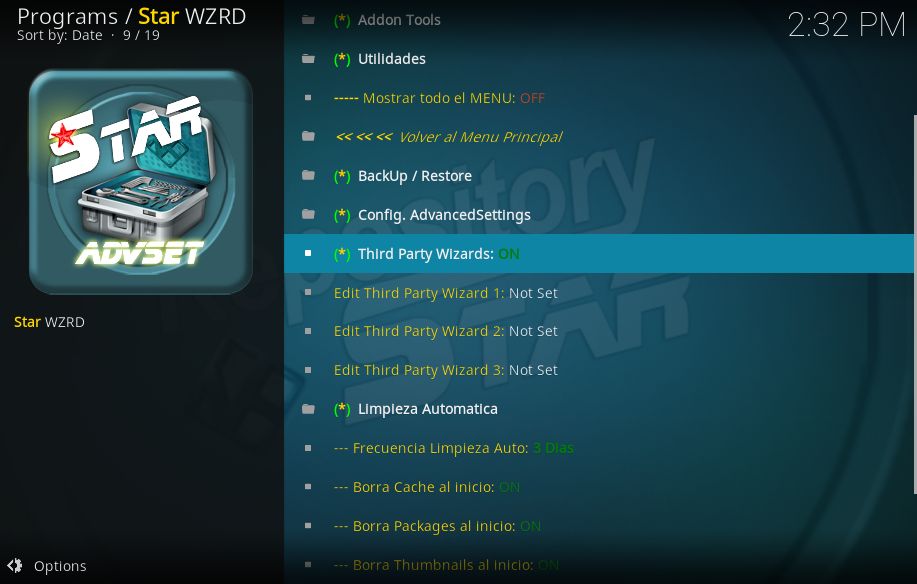 Programs / Star WZRD
Sort by: Date · 9 / 19
2:32 PM
STAR
ADVSET
Star WZRD
(*) Addon Tools
(*) Utilidades
----- Mostrar todo el MENU: OFF
<< << << Volver al Menu Principal
(*) BackUp / Restore
(*) Config. AdvancedSettings
(*) Third Party Wizards: ON
Edit Third Party Wizard 1: Not Set
Edit Third Party Wizard 2: Not Set
Edit Third Party Wizard 3: Not Set
(*) Limpieza Automatica
--- Frecuencia Limpieza Auto: 3 Dias
--- Borra Cache al inicio: ON
--- Borra Packages al inicio: ON
--- Borra Thumbnails al inicio: ON
Repository
STAR
Options